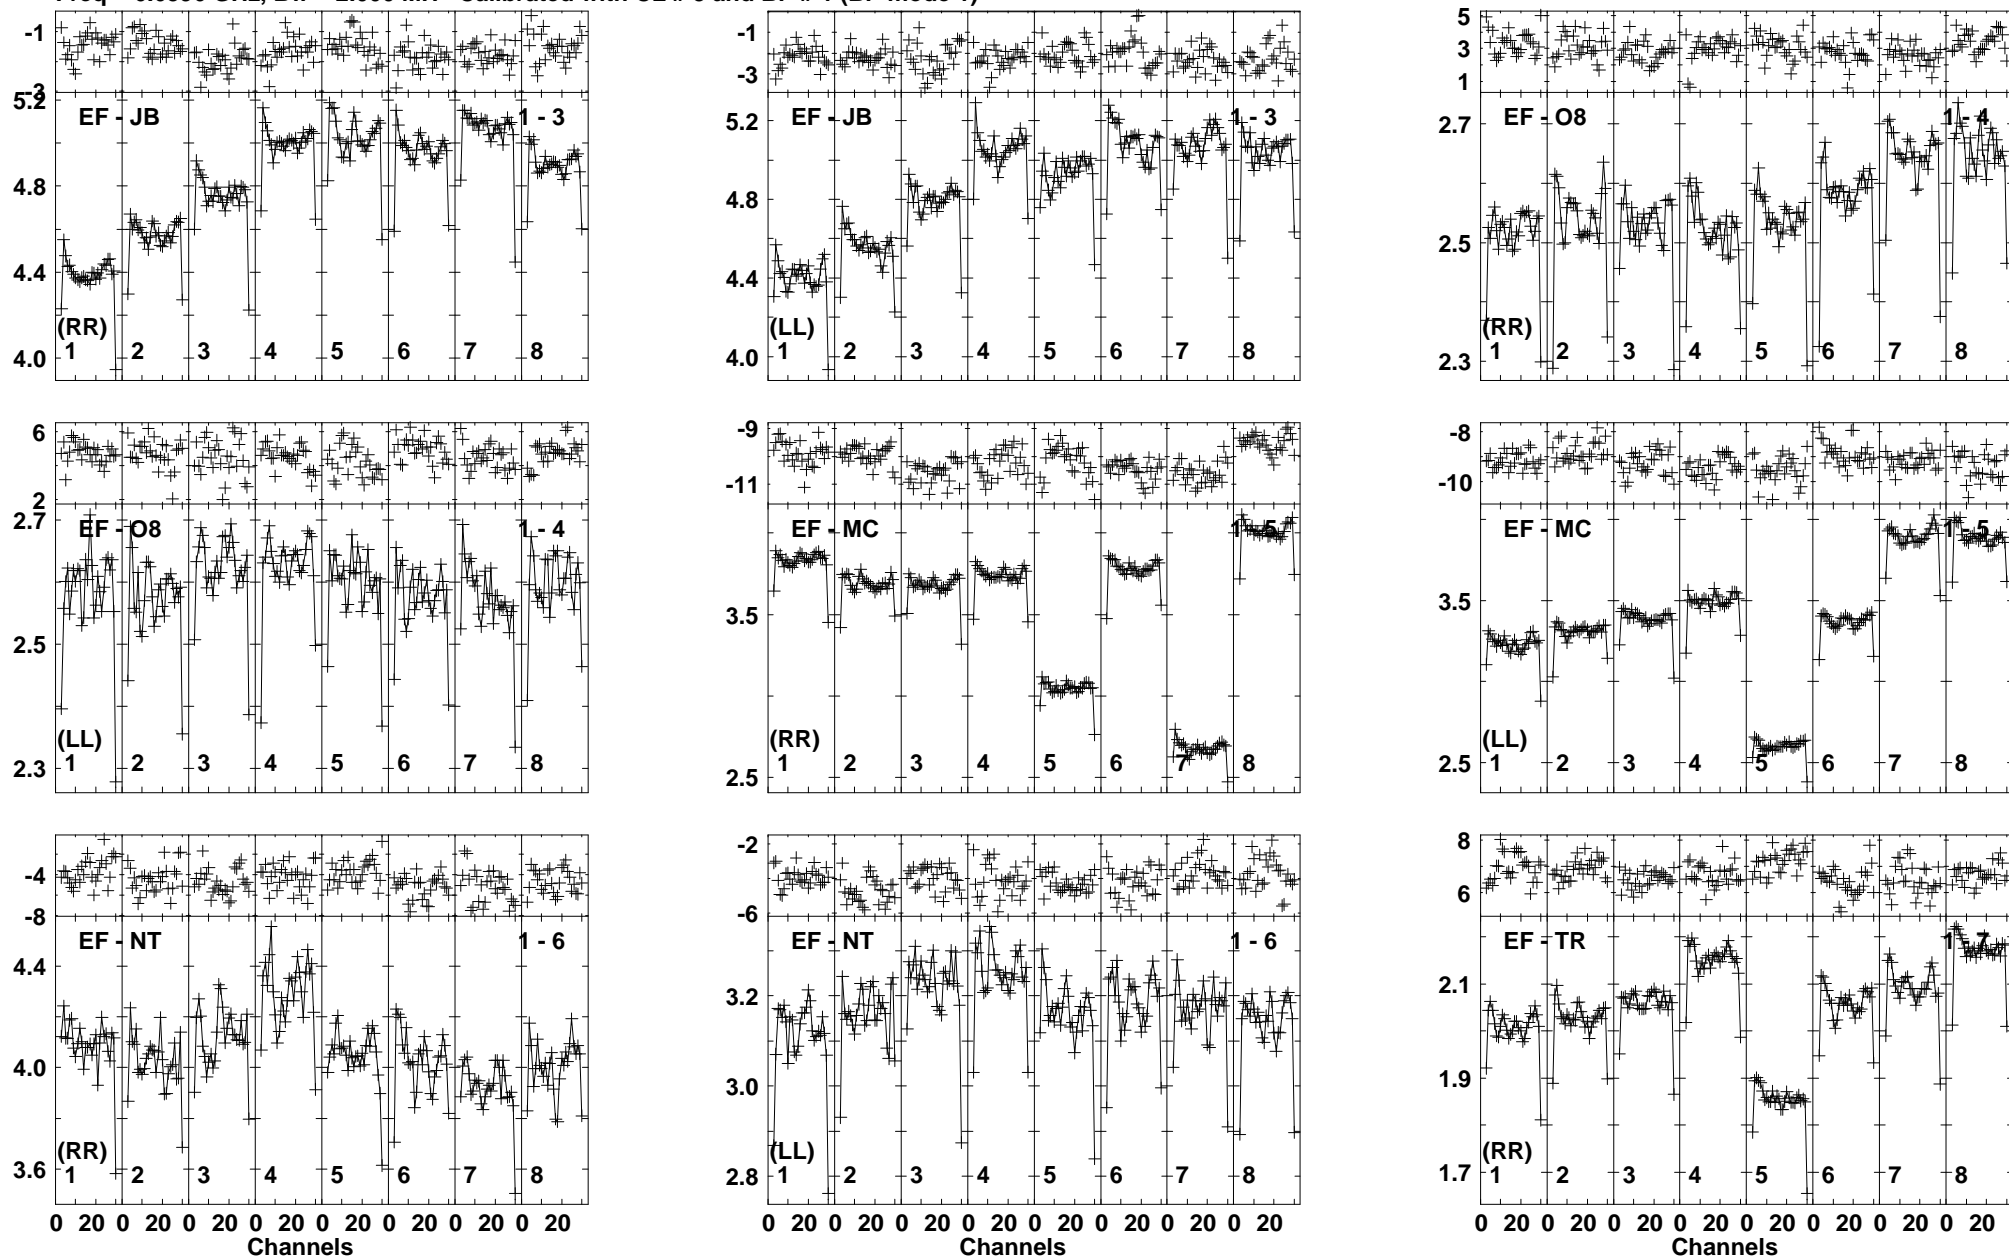 -1
-3
5.2
4.8
4.4
4.0
EF - JB
1 - 3
(RR)
1 2 3 4 5 6 7 8
-1
-3
5.2
4.8
4.4
4.0
EF - JB
1 - 3
(LL)
1 2 3 4 5 6 7 8
5
3
1
2.7
2.5
2.3
EF - O8
1 - 4
(RR)
1 2 3 4 5 6 7 8
6
2
2.7
2.5
2.3
EF - O8
1 - 4
(LL)
1 2 3 4 5 6 7 8
-9
-11
3.5
2.5
EF - MC
1 - 5
(RR)
1 2 3 4 5 6 7 8
-8
-10
3.5
2.5
EF - MC
1 - 5
(LL)
1 2 3 4 5 6 7 8
-4
-8
4.4
4.0
3.6
EF - NT
1 - 6
(RR)
1 2 3 4 5 6 7 8
0 20 0 20 0 20 0 20 0 20 0 20 0 20 0 20
Channels
-2
-6
3.2
3.0
2.8
EF - NT
1 - 6
(LL)
1 2 3 4 5 6 7 8
0 20 0 20 0 20 0 20 0 20 0 20 0 20 0 20
Channels
8
6
2.1
1.9
1.7
EF - TR
1 - 7
(RR)
1 2 3 4 5 6 7 8
0 20 0 20 0 20 0 20 0 20 0 20 0 20 0 20
Channels